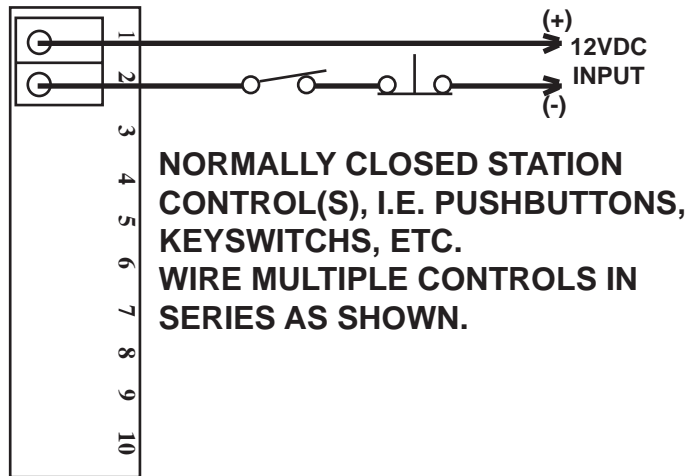 (+)
1
12VDC
2
INPUT
(-)
3
NORMALLY CLOSED STATION
4
CONTROL(S), I.E. PUSHBUTTONS,
5
KEYSWITCHS, ETC.
6
WIRE MULTIPLE CONTROLS IN
7
SERIES AS SHOWN.
8
9
10